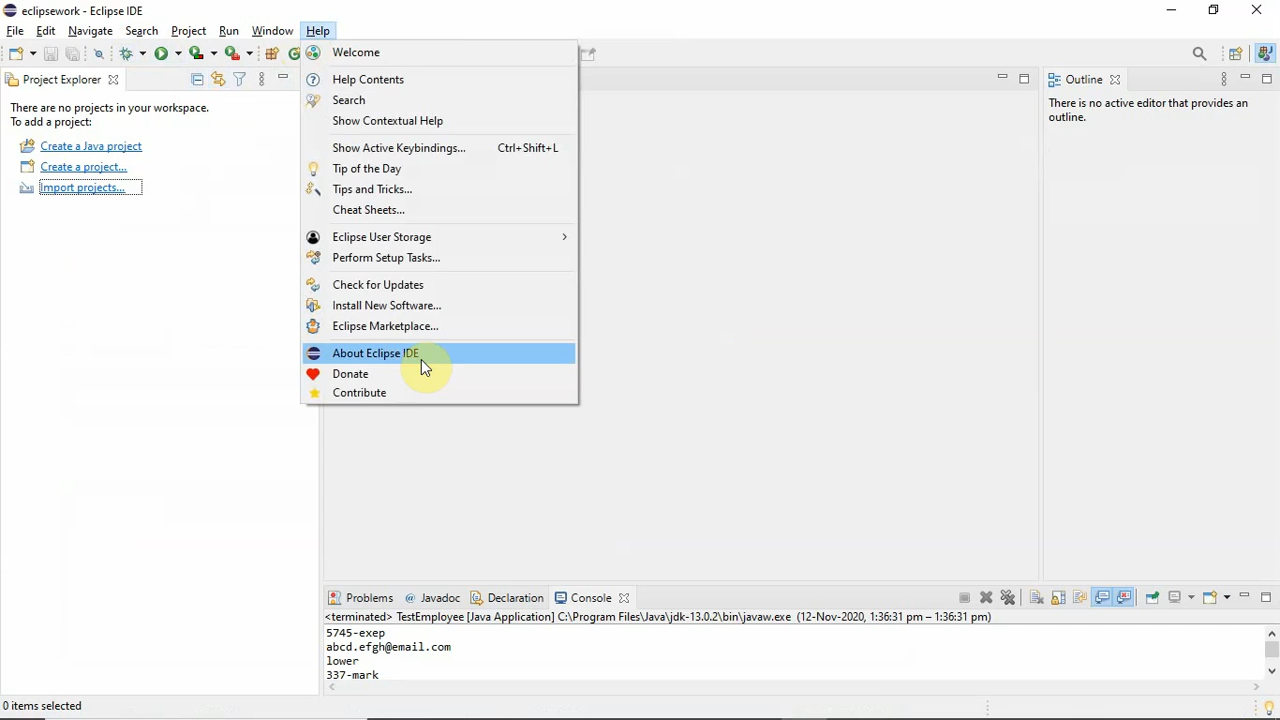 eclipsework - Eclipse IDE
File Edit Navigate Search Project Run Window Help
Project Explorer
There are no projects in your workspace.
To add a project:
Create a Java project
Create a project...
Import projects...
Welcome
Help Contents
Search
Show Contextual Help
Show Active Keybindings... Ctrl+Shift+L
Tip of the Day
Tips and Tricks...
Cheat Sheets...
Eclipse User Storage
Perform Setup Tasks...
Check for Updates
Install New Software...
Eclipse Marketplace...
About Eclipse IDE
Donate
Contribute
Outline
There is no active editor that provides an
outline.
Problems @ Javadoc Declaration Console
<terminated> TestEmployee [Java Application] C:\Program Files\Java\jdk-13.0.2\bin\javaw.exe (12-Nov-2020, 1:36:31 pm – 1:36:31 pm)
5745-exep
abcd.efgh@email.com
lower
337-mark
0 items selected